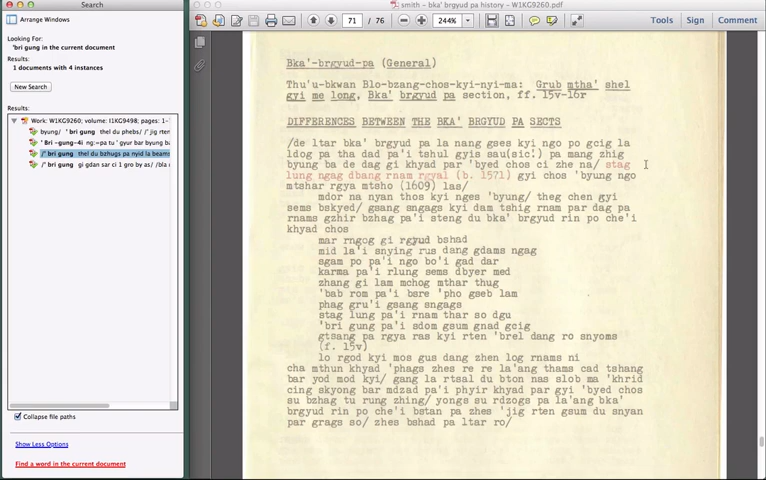 Search
Arrange Windows
Looking For:
'bri gung in the current document
Results:
1 documents with 4 instances
New Search
Results:
Work: W1KG9260; volume: I1KG9498; pages: 1-
byung/ 'bri gung thel du phebs/ /' jig rten
'Bri -gung-4i ng:=pa tu 'gyur bar byung ba
/' bri gung thel du bzhugs pa nyid la beams
/' bri gung gi gdan sar ci 1 gro by as/ /bla
Collapse file paths
Show Less Options
Find a word in the current document
smith - bka' brgyud pa history - W1KG9260.pdf
71 / 76
244%
Tools Sign Comment
Bka'-brgyud-pa (General)
Thu'u-bkwan Blo-bzang-chos-kyi-nyi-ma: Grub mtha' shel
gyi me long, Bka' brgyud pa section, ff. 15v-16r
DIFFERENCES BETWEEN THE BKA' BRGYUD PA SECTS
/de ltar bka' brgyud pa la nang gses kyi ngo po gcig la
ldog pa tha dad pa'i tshul gyis sau(sic!) pa mang zhig
byung ba de dag gi khyad par 'byed chos ci zhe na/ stag
lung ngag dbang rnam rgyal (b. 1571) gyi chos 'byung ngo
mtshar rgya mtsho (1609) las/
mdor na nyan thos kyi nges 'byung/ theg chen gyi
sems bskyed/ gsang sngags kyi dam tshig rnam par dag pa
rnams gzhir bzhag pa'i steng du bka' brgyud rin po che'i
khyad chos
mar rngog gi rgyud bshad
mid la'i snying rus dang gdams ngag
sgam po pa'i ngo bo'i gad dar
karma pa'i rlung sems dbyer med
zhang gi lam mchog mthar thug
'bab rom pa'i bsre 'pho gseb lam
phag gru'i gsang sngags
stag lung pa'i rnam thar so dgu
'bri gung pa'i sdom gsum gnad gcig
gtsang pa rgya ras kyi rten 'brel dang ro snyoms
(f. 15v)
lo rgod kyi mos gus dang zhen log rnams ni
cha mthun khyad 'phags zhes re re la'ang thams cad tshang
bar yod mod kyi/ gang la rtsal du bton nas slob ma 'khrid
cing skyong bar mdzad pa'i phyir khyad par gyi 'byed chos
su bzhag tu rung zhing/ yongs su rdzogs pa la'ang bka'
brgyud rin po che'i bstan pa zhes 'jig rten gsum du snyan
par grags so/ zhes bshad pa ltar ro/